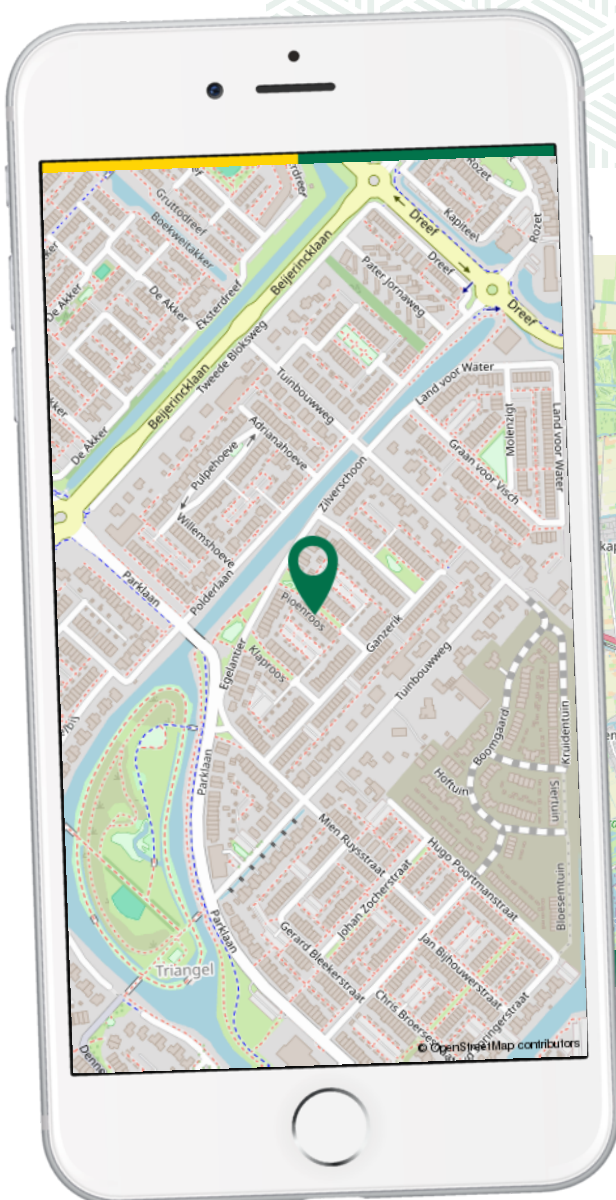 Rozet
Gruttodreef
Boekweitakker
Dreef
Kapiteel
Rozet
Beijerincklaan
Pater Jornaweg
Dreef
De Akker
De Akker
Eksterdreef
Dreef
Tweede Bloksweg
Beijerincklaan
Tuinbouwweg
Land voor Water
Molenzigt
Land voor Water
De Akker
Adrianahoeve
Pulpehoeve
Graan voor Visch
Zilverschoon
Willemshoeve
Parklaan
Polderlaan
Pioenroos
Ganzerik
Egelantier
Klaproos
Tuinbouwweg
Boomgaard
Kruidentuin
Parklaan
Hoftuin
Siertuin
Mien Ruysstraat
Hugo Poortmanstraat
Johan Zocherstraat
Bloesemtuin
Parklaan
Gerard Bleekerstraat
Jan Bijhouwerstraat
Triangel
Chris Broerse
© OpenStreetMap contributors